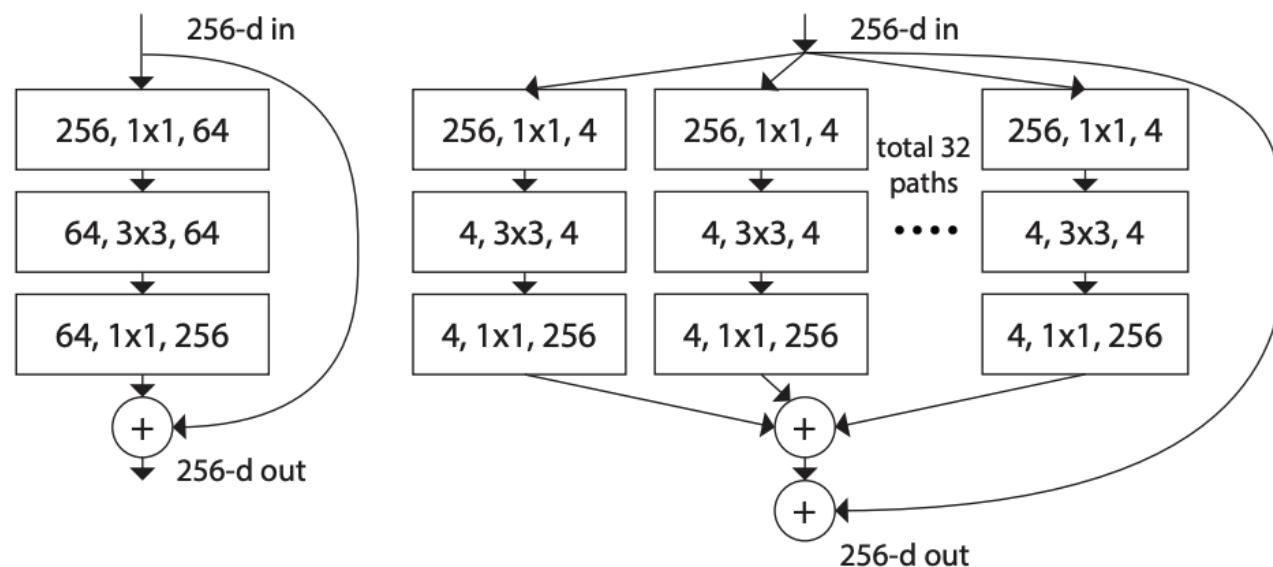 256-d in
256, 1x1, 64
64, 3x3, 64
64, 1x1, 256
+
256-d out
256-d in
256, 1x1, 4
256, 1x1, 4
total 32
paths
256, 1x1, 4
4, 3x3, 4
4, 3x3, 4
....
4, 3x3, 4
4, 1x1, 256
4, 1x1, 256
4, 1x1, 256
+
+
256-d out